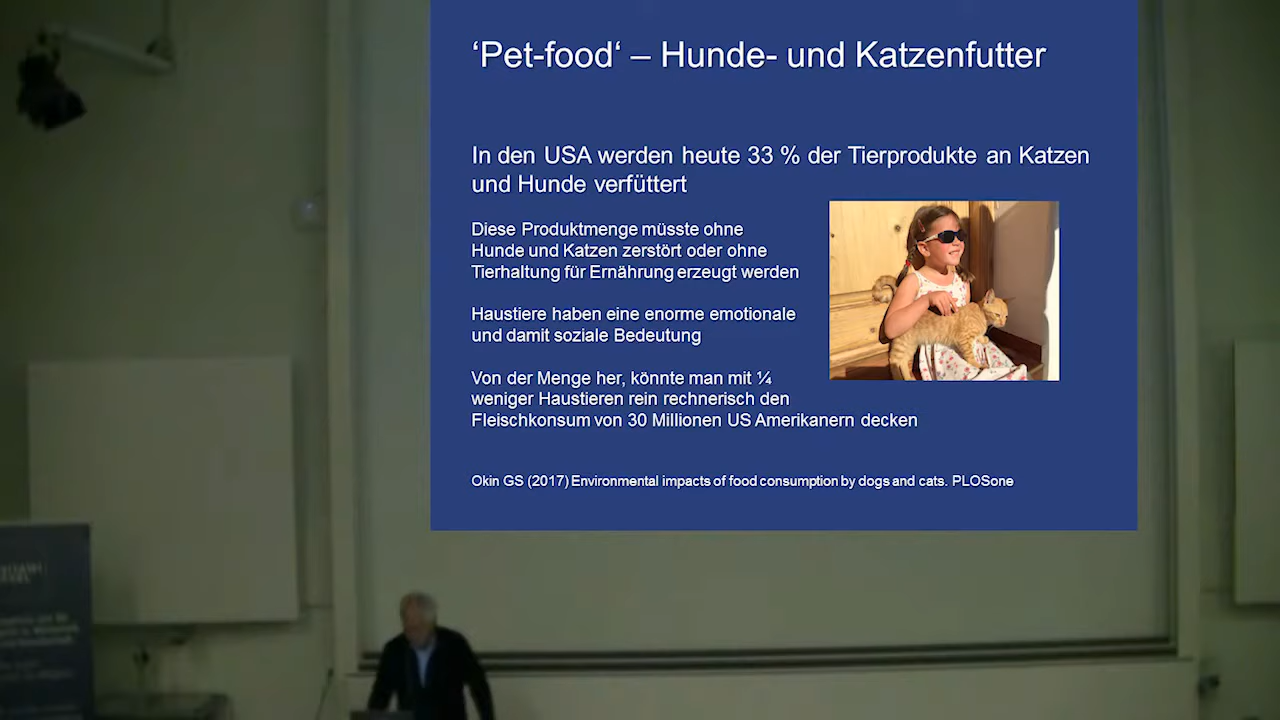 ‘Pet-food‘ – Hunde- und Katzenfutter
In den USA werden heute 33 % der Tierprodukte an Katzen
und Hunde verfüttert
Diese Produktmenge müsste ohne
Hunde und Katzen zerstört oder ohne
Tierhaltung für Ernährung erzeugt werden
Haustiere haben eine enorme emotionale
und damit soziale Bedeutung
Von der Menge her, könnte man mit ¼
weniger Haustieren rein rechnerisch den
Fleischkonsum von 30 Millionen US Amerikanern decken
Okin GS (2017) Environmental impacts of food consumption by dogs and cats. PLOSone